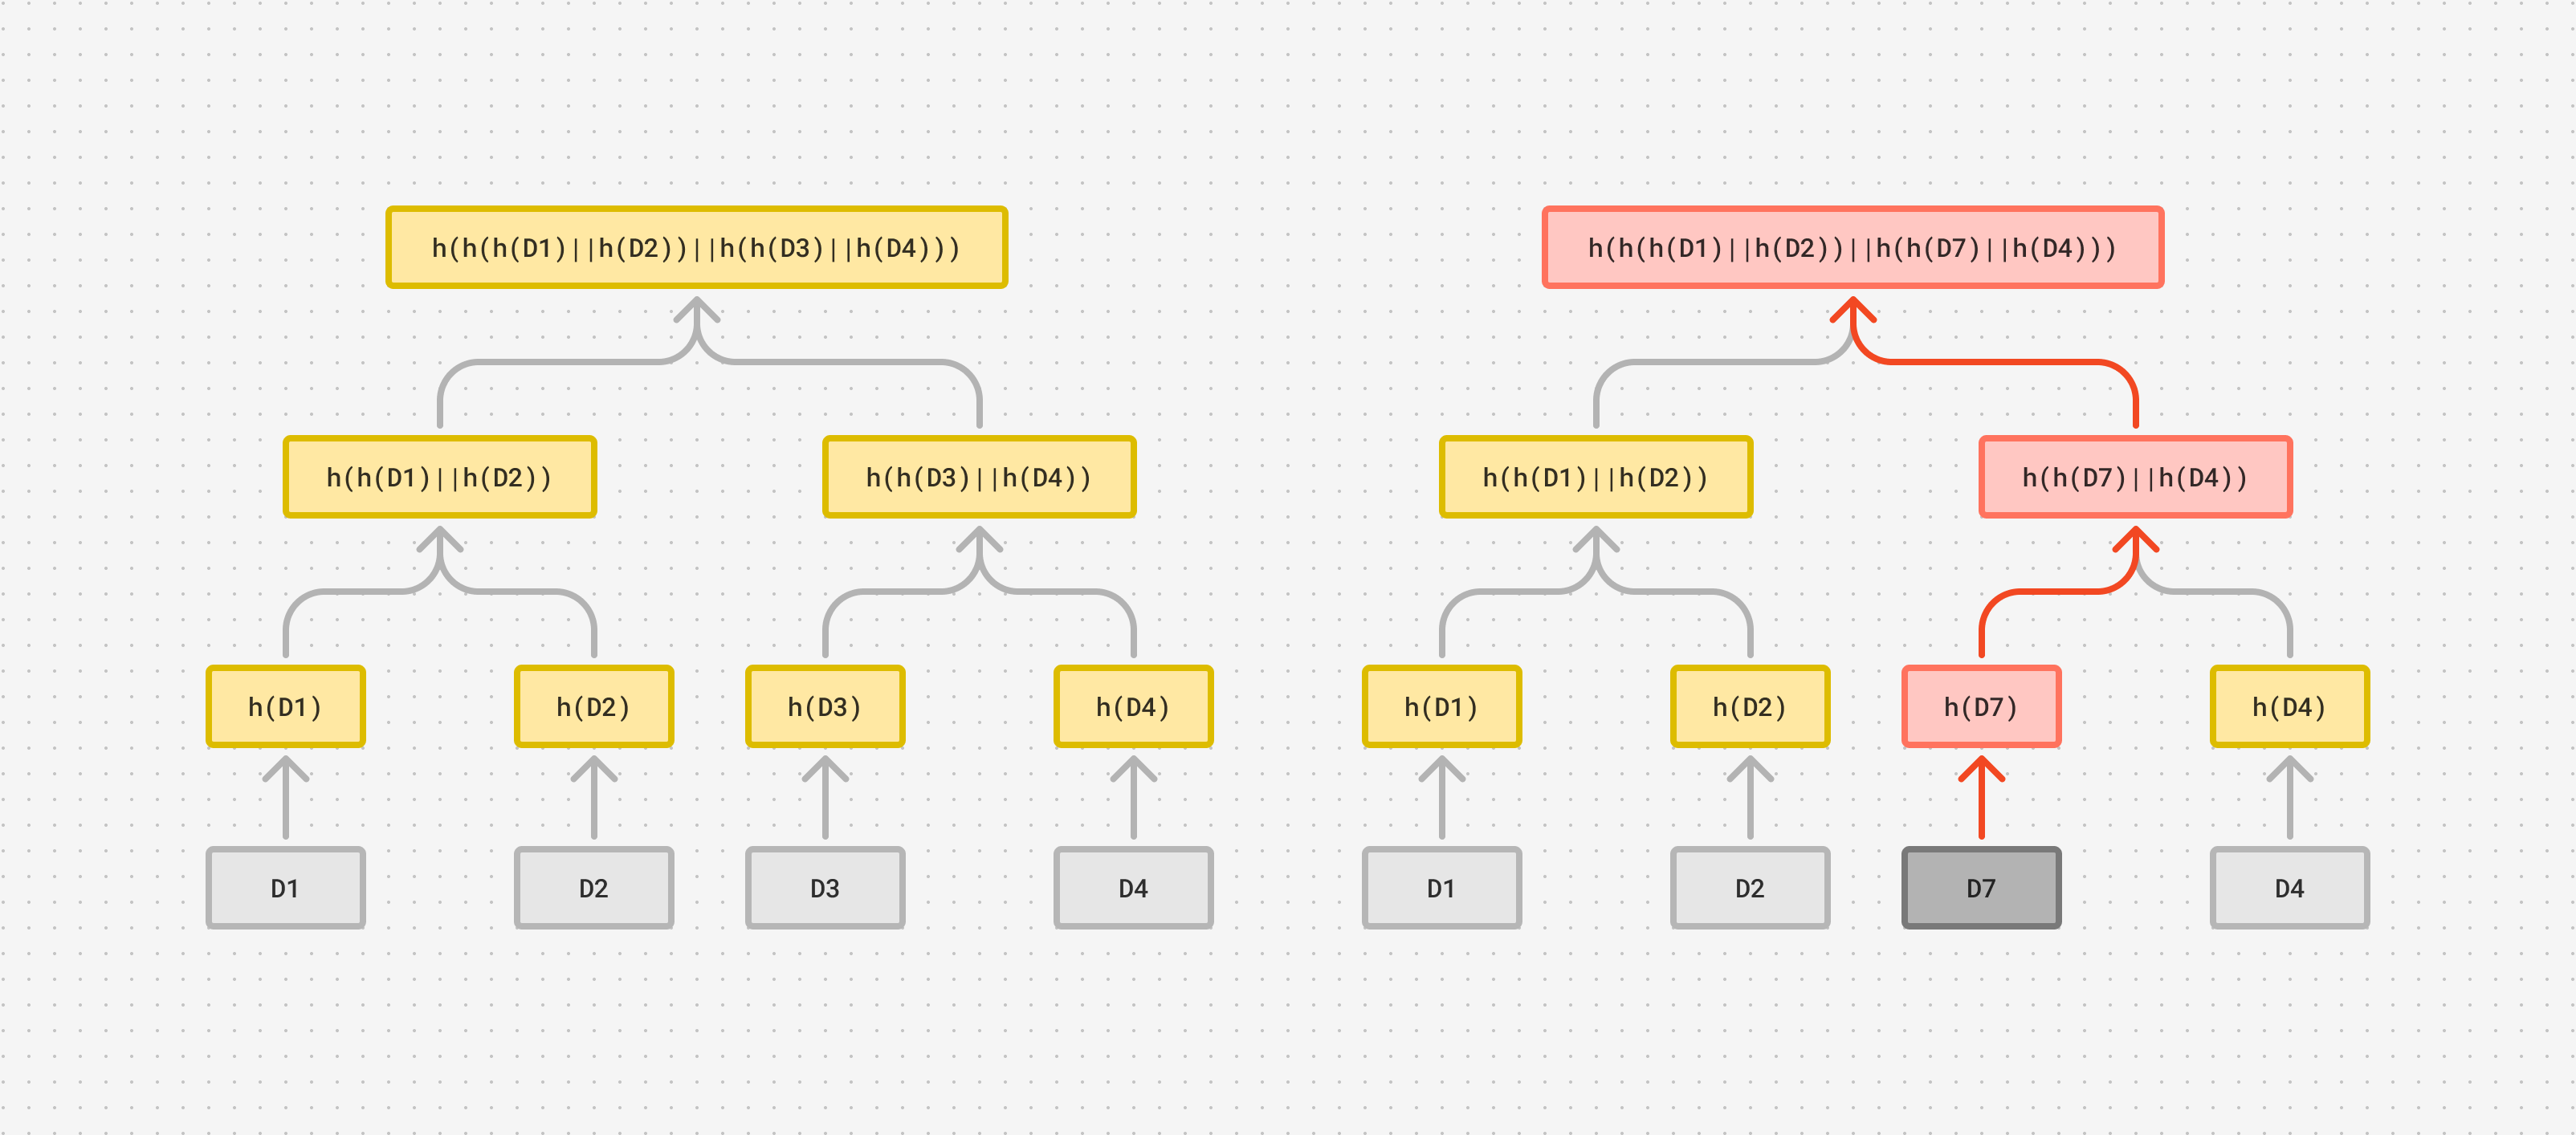 h(h(h(D1)||h(D2))||h(h(D3)||h(D4)))
h(h(h(D1)||h(D2))||h(h(D7)||h(D4)))
h(h(D1)||h(D2))
h(h(D3)||h(D4))
h(h(D1)||h(D2))
h(h(D7)||h(D4))
h(D1)
h(D2)
h(D3)
h(D4)
h(D1)
h(D2)
h(D7)
h(D4)
D1
D2
D3
D4
D1
D2
D7
D4